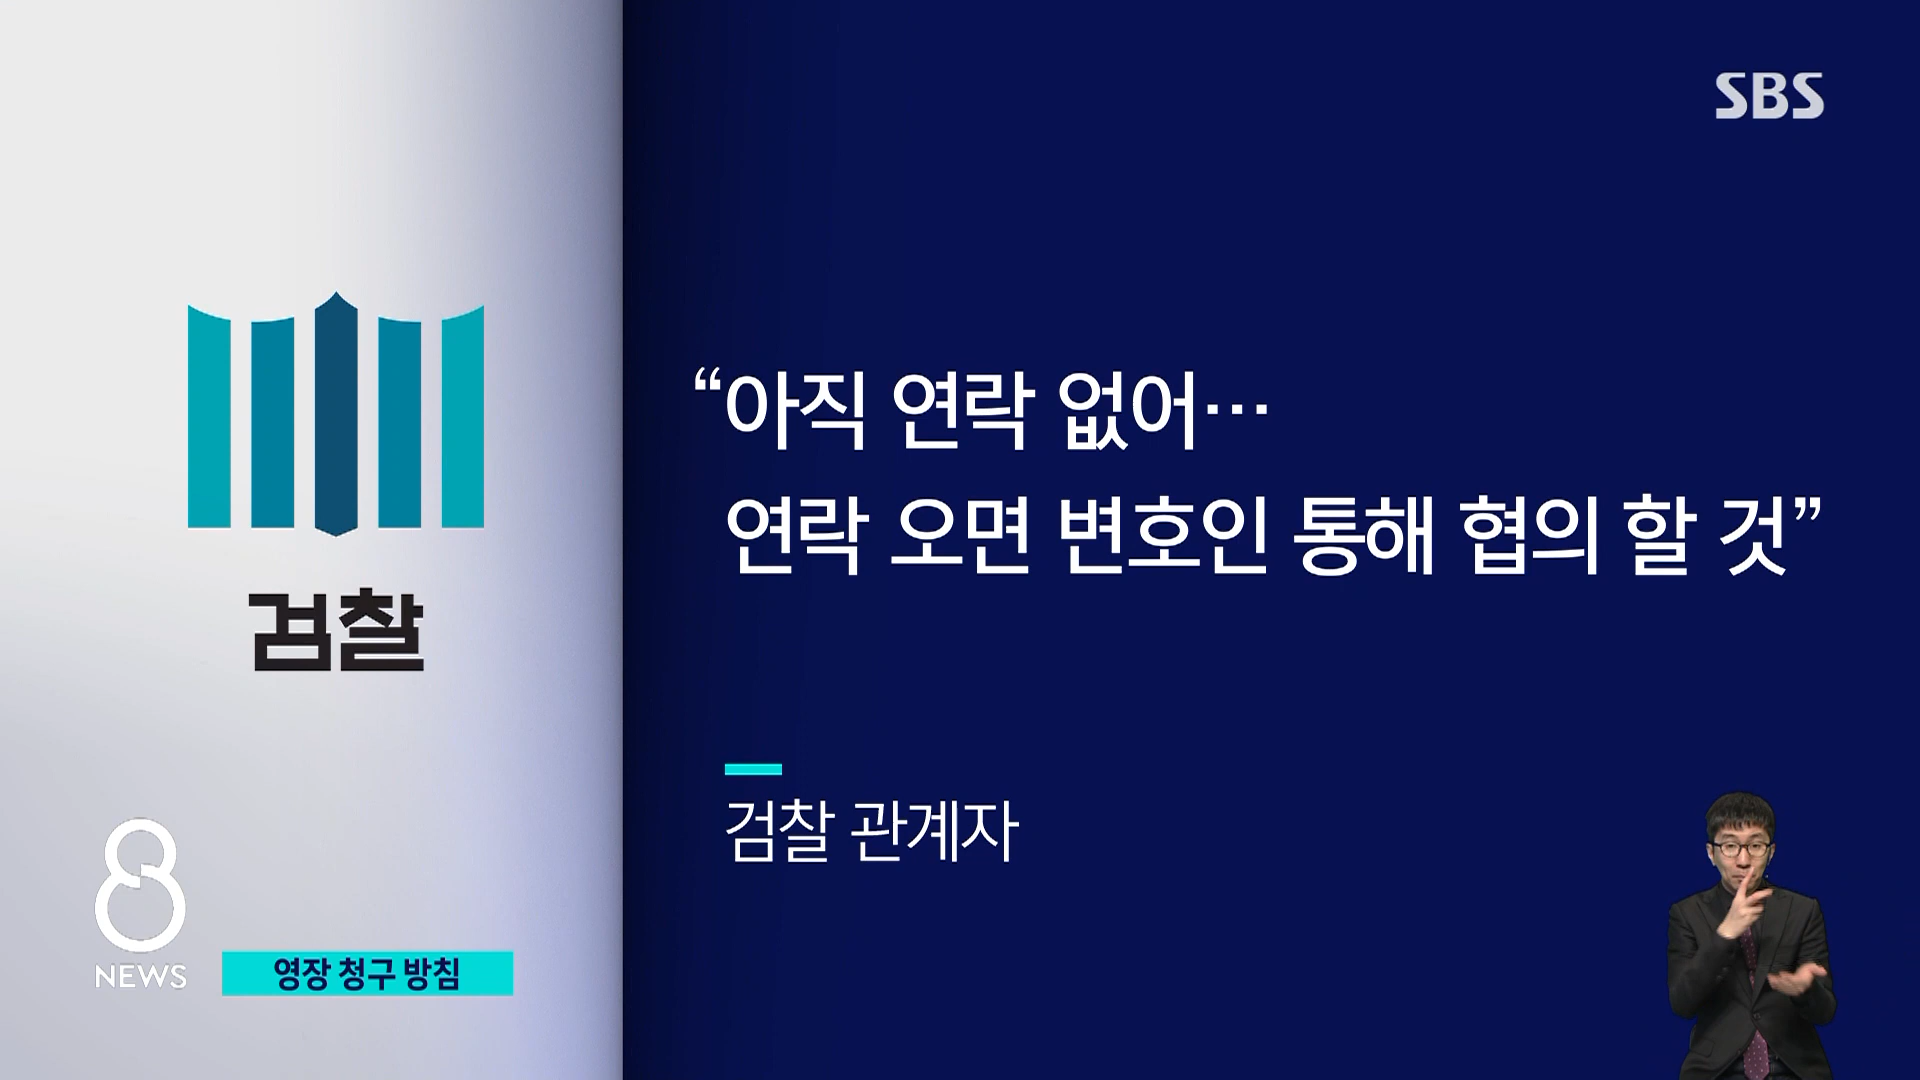 SBS
“아직 연락 없어…
연락 오면 변호인 통해 협의 할 것”
검찰
검찰 관계자
8
NEWS
영장 청구 방침